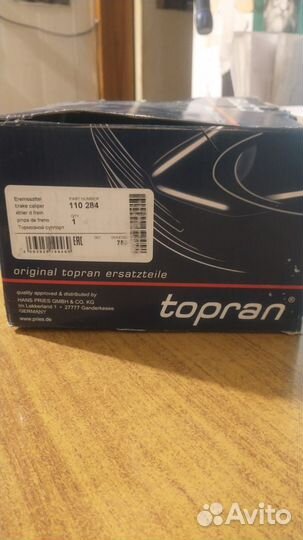 Bremssattel
brake caliper
étrier d frein
pinza de freno
Тормозной суппорт
PART NUMBER
110 284
QTY
1
EAC
original topran ersatzteile
quality approved & distributed by
HANS PRIES GMBH & CO. KG
Im Lekkerland 1 • 27777 Ganderkesee
GERMANY
www.pries.de
topran®
Avito